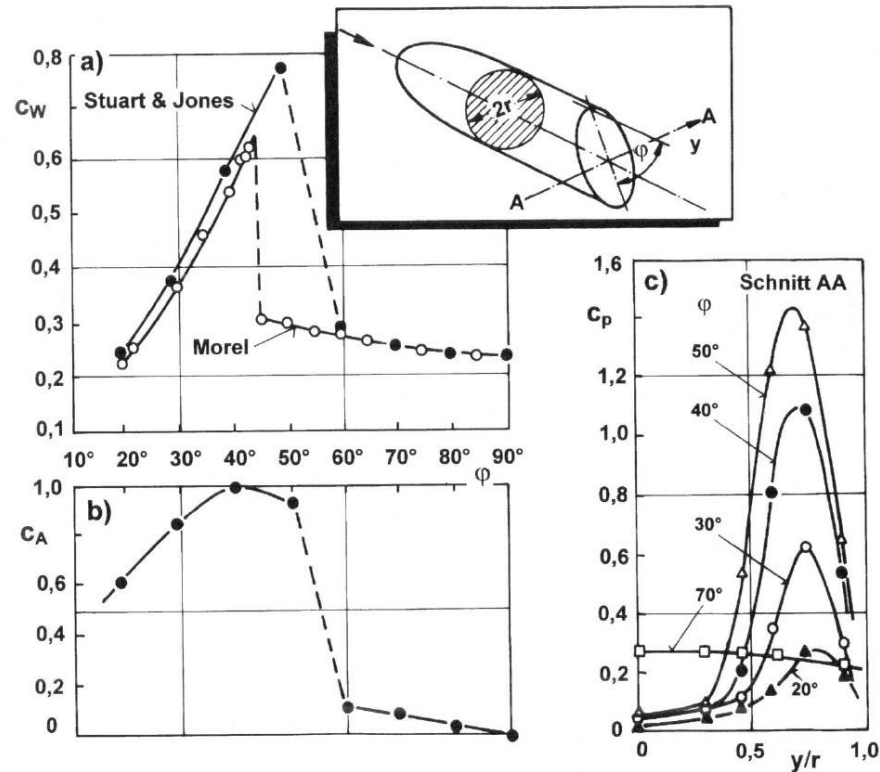 a)
c_W
0,8
Stuart & Jones
0,6
0,5
0,4
0,3
0,2
0,1
Morel
10° 20° 30° 40° 50° 60° 70° 80° 90°
φ
2r
A
A
y
φ
b)
c_A
1,0
0,6
0,4
0,2
0
c)
Schnitt AA
c_p
1,6
1,4
1,2
1,0
0,8
0,6
0,4
0,2
0
φ
50°
40°
30°
70°
20°
0 0,5 1,0
y/r